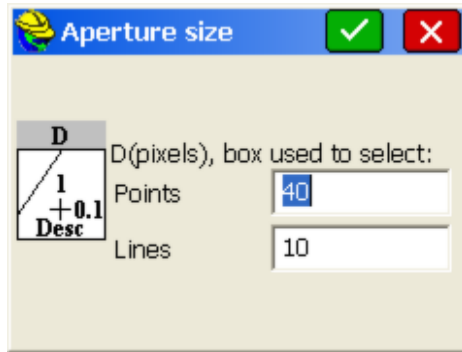 Aperture size
D
1
+0.1
Desc
D(pixels), box used to select:
Points 40
Lines 10